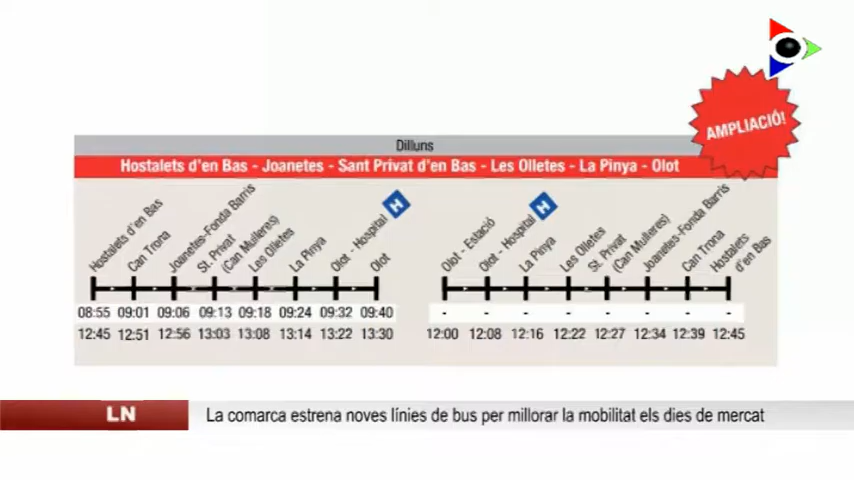 AMPLIACIÓ!
Dilluns
Hostalets d'en Bas - Joanetes - Sant Privat d'en Bas - Les Olletes - La Pinya - Olot
Hostalets d'en Bas
Can Trona
Joanetes-Fonda Barris
St. Privat
(Can Mulleres)
Les Olletes
La Pinya
Olot - Hospital
H
Olot
08:55 09:01 09:06 09:13 09:18 09:24 09:32 09:40
12:45 12:51 12:56 13:03 13:08 13:14 13:22 13:30
Olot - Estació
Olot - Hospital
H
La Pinya
Les Olletes
St. Privat
(Can Mulleres)
Joanetes-Fonda Barris
Can Trona
Hostalets
d'en Bas
- - - - - - - -
12:00 12:08 12:16 12:22 12:27 12:34 12:39 12:45
LN
La comarca estrena noves línies de bus per millorar la mobilitat els dies de mercat